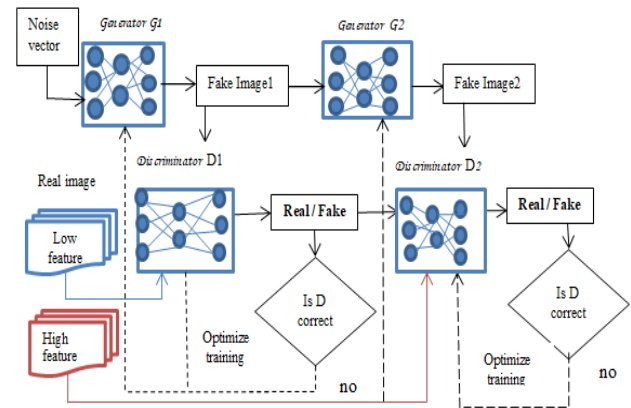 Noise
vector
Generator G1
Generator G2
Fake Image1
Fake Image2
Discriminator D1
Discriminator D2
Real image
Low
feature
High
feature
Real / Fake
Real / Fake
Is D
correct
Is D
correct
Optimize
training
no
Optimize
training
no